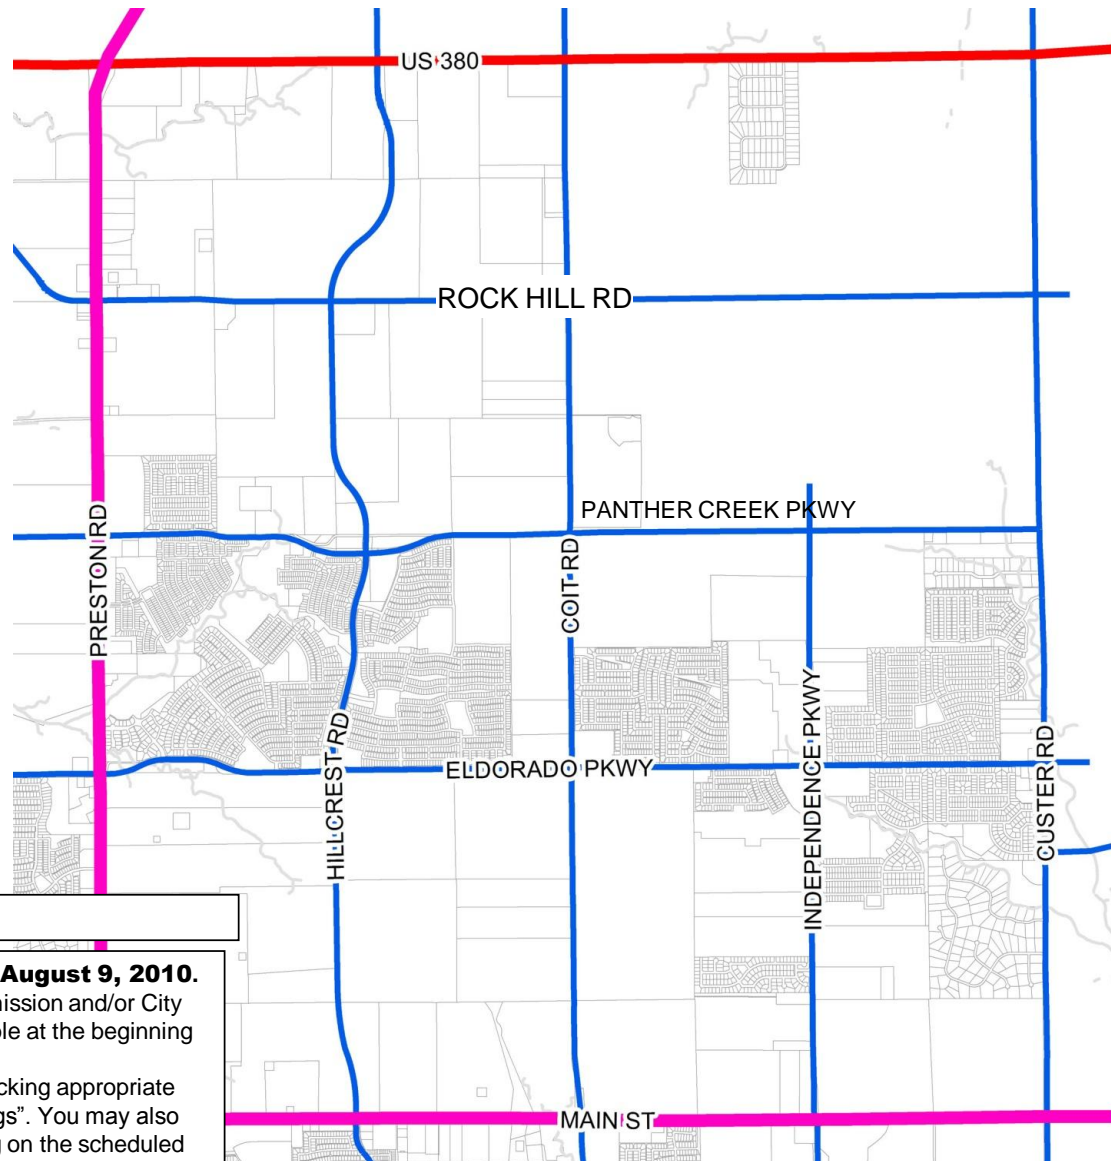 US 380
ROCK HILL RD
PANTHER CREEK PKWY
PRESTON RD
COIT RD
HILLCREST RD
ELDORADO PKWY
INDEPENDENCE PKWY
CUSTER RD
August 9, 2010.
mission and/or City
ble at the beginning
cking appropriate
gs”. You may also
g on the scheduled
MAIN ST